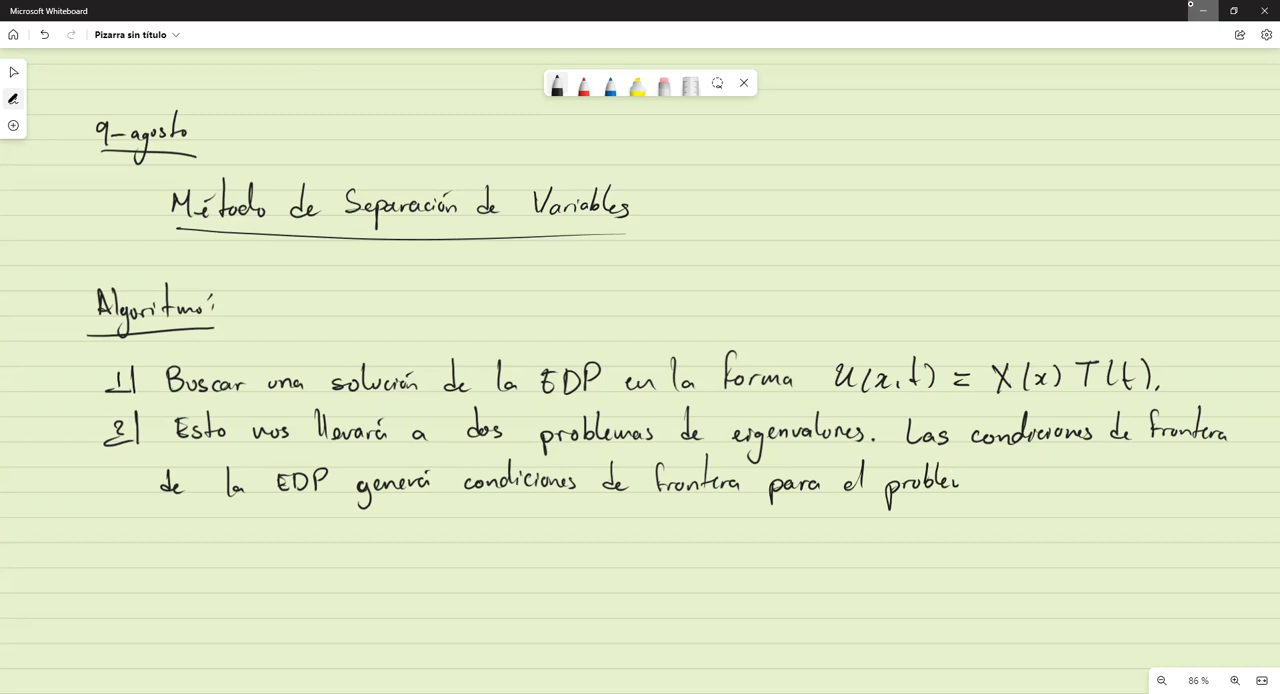 Microsoft Whiteboard
Pizarra sin título
9-agosto
Método de Separación de Variables
Algoritmo:
1) Buscar una solución de la EDP en la forma U(x,t) = X(x) T(t).
2) Esto nos llevará a dos problemas de eigenvalores. Las condiciones de frontera
de la EDP generá condiciones de frontera para el problem
86 %